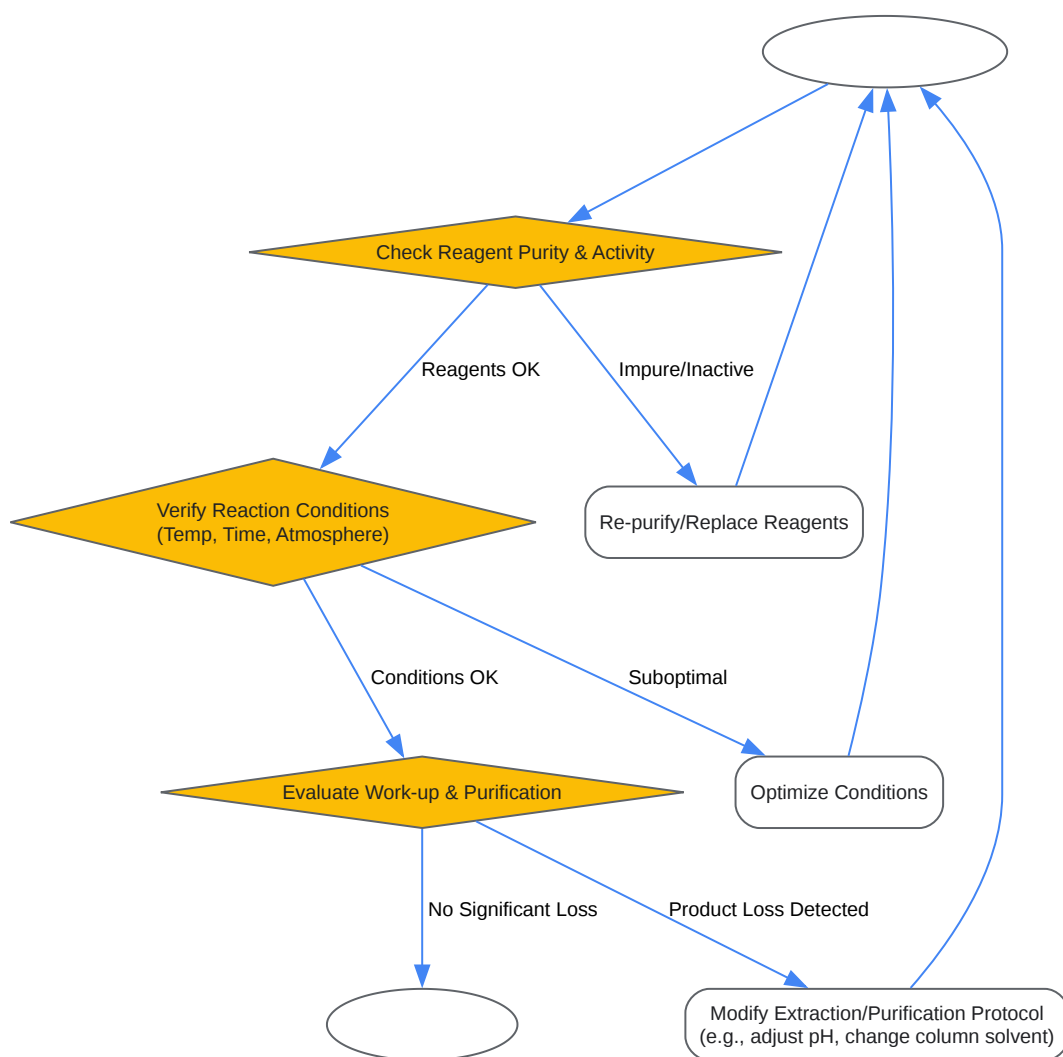 Check Reagent Purity & Activity
Reagents OK
Impure/Inactive
Verify Reaction Conditions
(Temp, Time, Atmosphere)
Re-purify/Replace Reagents
Conditions OK
Suboptimal
Evaluate Work-up & Purification
Optimize Conditions
No Significant Loss
Product Loss Detected
Modify Extraction/Purification Protocol
(e.g., adjust pH, change column solvent)